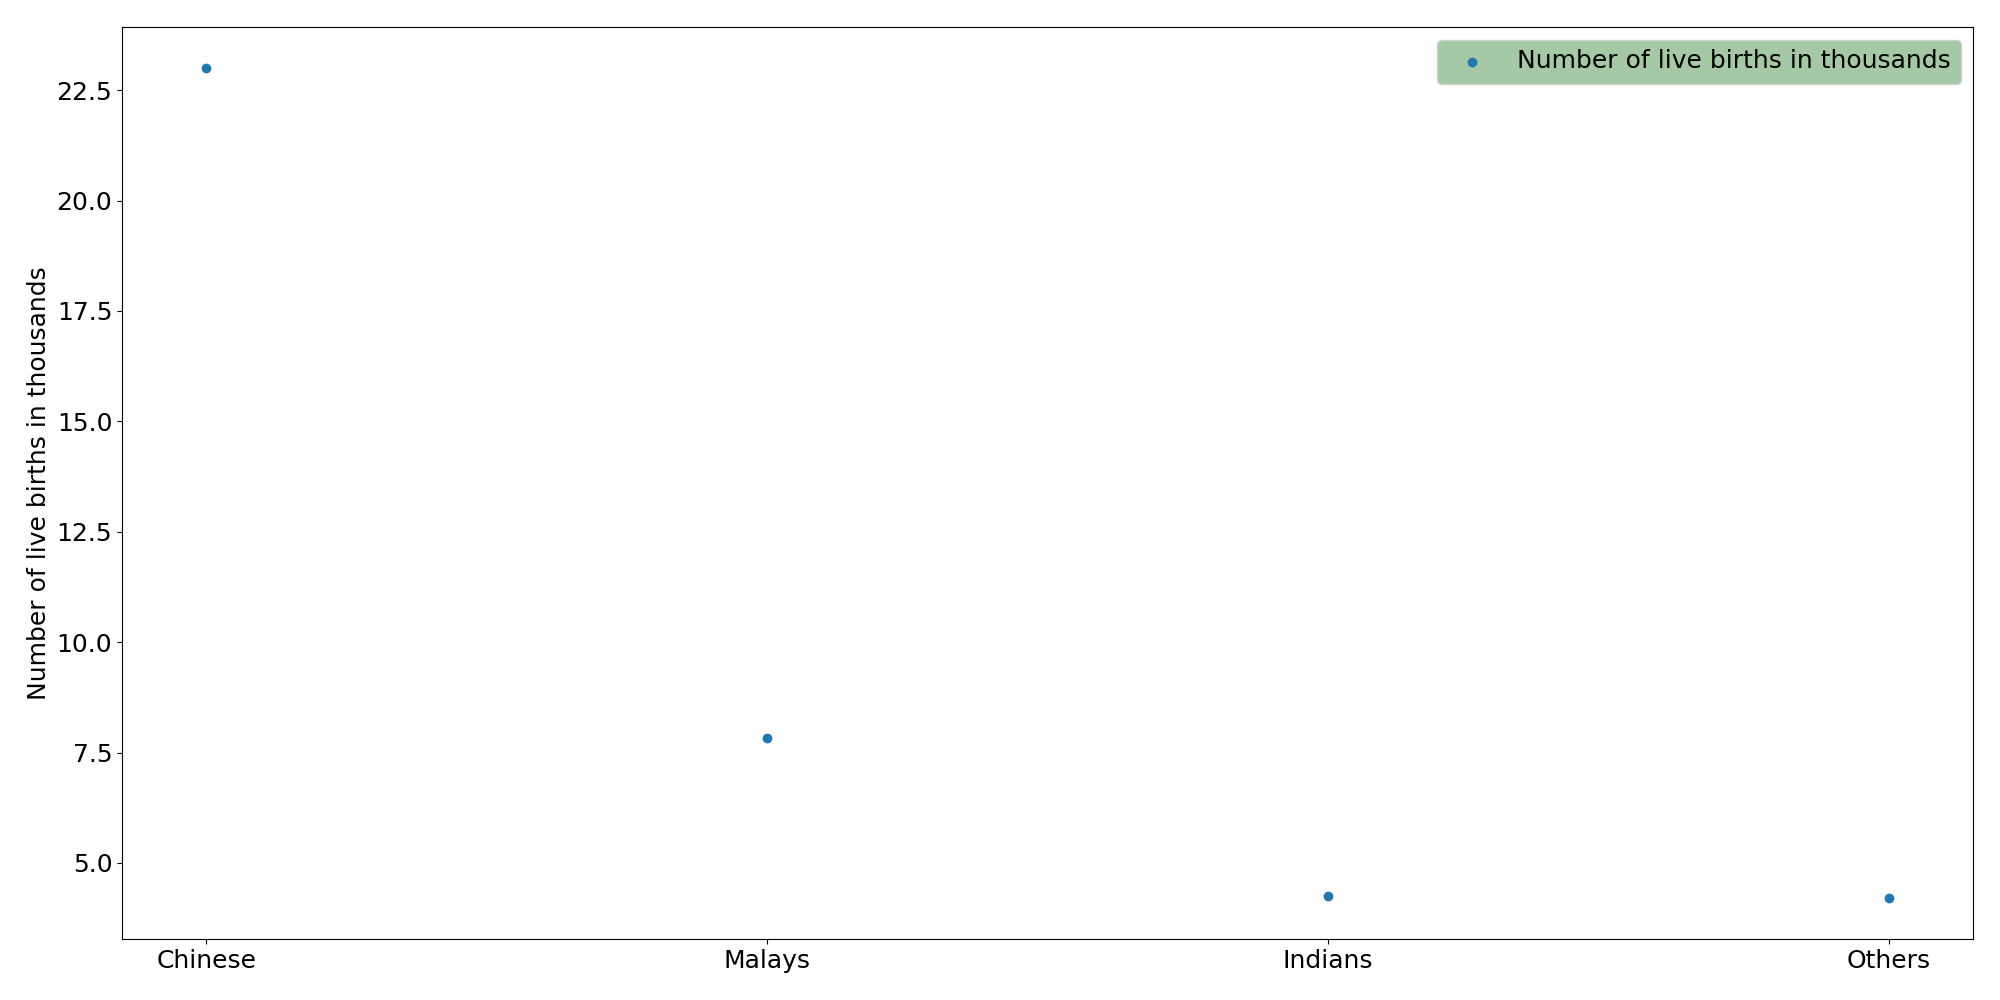 Number of live births in thousands
22.5
20.0
17.5
15.0
12.5
10.0
7.5
5.0
Number of live births in thousands
Chinese
Malays
Indians
Others